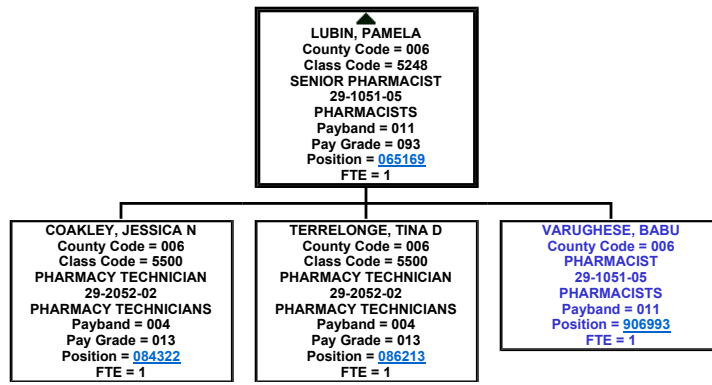 LUBIN, PAMELA
County Code = 006
Class Code = 5248
SENIOR PHARMACIST
29-1051-05
PHARMACISTS
Payband = 011
Pay Grade = 093
Position = 065169
FTE = 1
COAKLEY, JESSICA N
County Code = 006
Class Code = 5500
PHARMACY TECHNICIAN
29-2052-02
PHARMACY TECHNICIANS
Payband = 004
Pay Grade = 013
Position = 084322
FTE = 1
TERRELONGE, TINA D
County Code = 006
Class Code = 5500
PHARMACY TECHNICIAN
29-2052-02
PHARMACY TECHNICIANS
Payband = 004
Pay Grade = 013
Position = 086213
FTE = 1
VARUGHESE, BABU
County Code = 006
PHARMACIST
29-1051-05
PHARMACISTS
Payband = 011
Position = 906993
FTE = 1